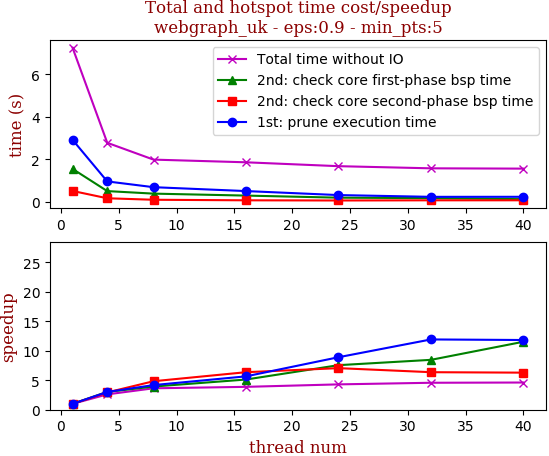 Total and hotspot time cost/speedup
webgraph_uk - eps:0.9 - min_pts:5
time (s)
6
4
2
0
Total time without IO
2nd: check core first-phase bsp time
2nd: check core second-phase bsp time
1st: prune execution time
0 5 10 15 20 25 30 35 40
speedup
25
20
15
10
5
0
0 5 10 15 20 25 30 35 40
thread num